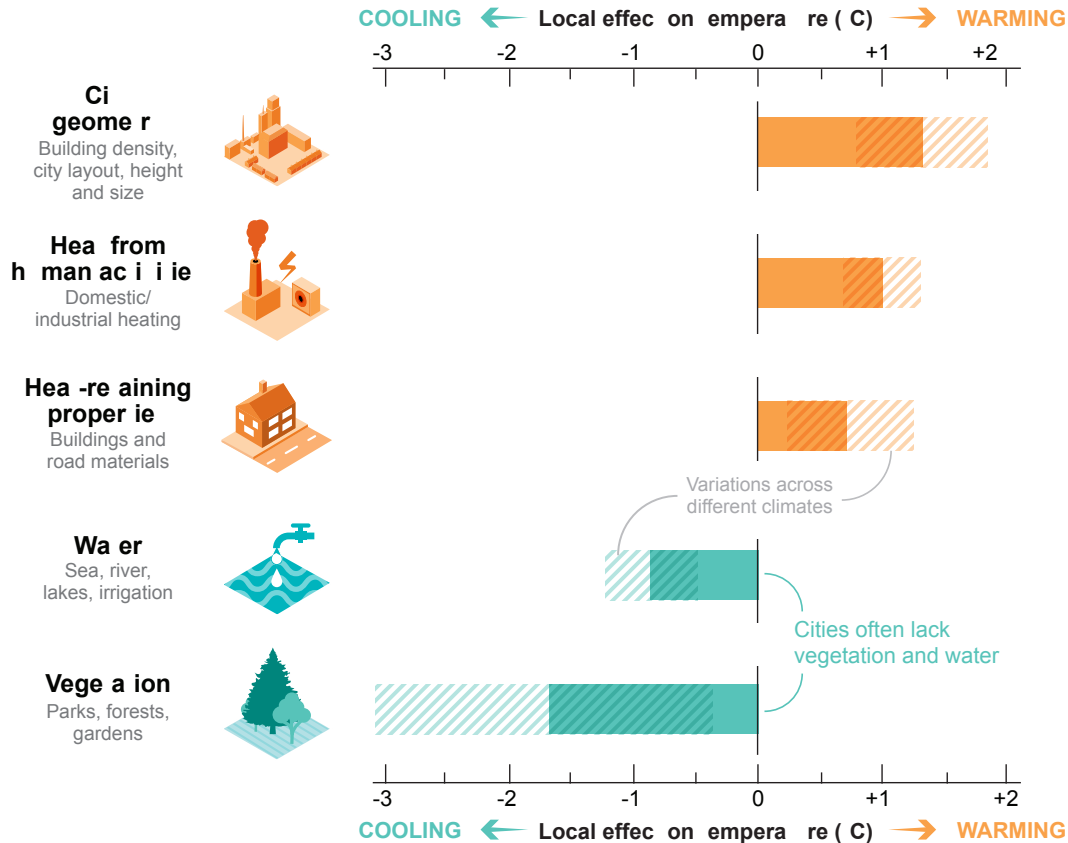 COOLING Local effec on empera re ( C) WARMING
-3 -2 -1 0 +1 +2
Ci
geome r
Building density,
city layout, height
and size
Hea from
h man ac i i ie
Domestic/
industrial heating
Hea -re aining
proper ie
Buildings and
road materials
Variations across
different climates
Wa er
Sea, river,
lakes, irrigation
Cities often lack
vegetation and water
Vege a ion
Parks, forests,
gardens
-3 -2 -1 0 +1 +2
COOLING Local effec on empera re ( C) WARMING